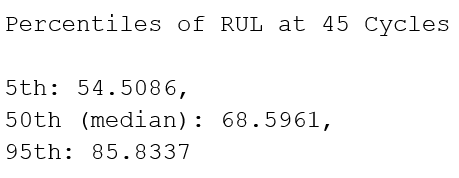 Percentiles of RUL at 45 Cycles
5th: 54.5086,
50th (median): 68.5961,
95th: 85.8337